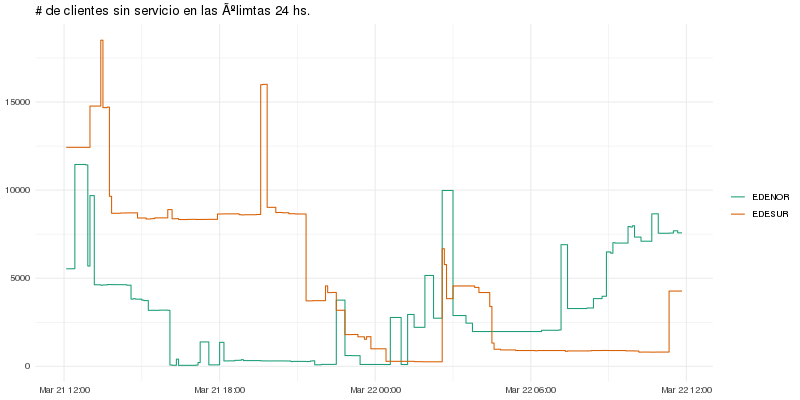 # de clientes sin servicio en las Ãºlimtas 24 hs.
15000
10000
5000
0
Mar 21 12:00
Mar 21 18:00
Mar 22 00:00
Mar 22 06:00
Mar 22 12:00
EDENOR
EDESUR